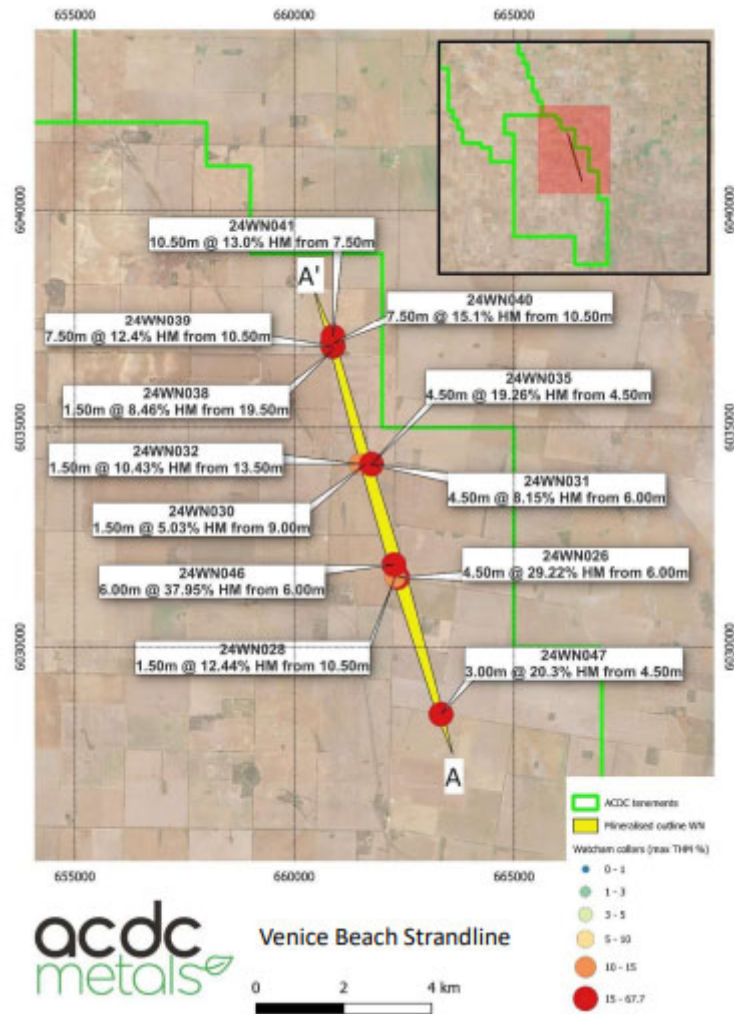 655000 660000 665000
6040000
6040000
24WN041
10.50m @ 13.0% HM from 7.50m
A'
24WN040
7.50m @ 15.1% HM from 10.50m
24WN039
7.50m @ 12.4% HM from 10.50m
24WN035
4.50m @ 19.26% HM from 4.50m
24WN038
1.50m @ 8.46% HM from 19.50m
6035000
6035000
24WN032
1.50m @ 10.43% HM from 13.50m
24WN031
4.50m @ 8.15% HM from 6.00m
24WN030
1.50m @ 5.03% HM from 9.00m
24WN026
4.50m @ 29.22% HM from 6.00m
24WN046
6.00m @ 37.95% HM from 6.00m
6030000
6030000
24WN028
1.50m @ 12.44% HM from 10.50m
24WN047
3.00m @ 20.3% HM from 4.50m
A
ACDC tenements
Mineralised outline WN
Watchem collars (max THM %)
0 - 1
1 - 3
3 - 5
5 - 10
10 - 15
15 - 67.7
655000 660000 665000
acdc
metals
Venice Beach Strandline
0 2 4 km